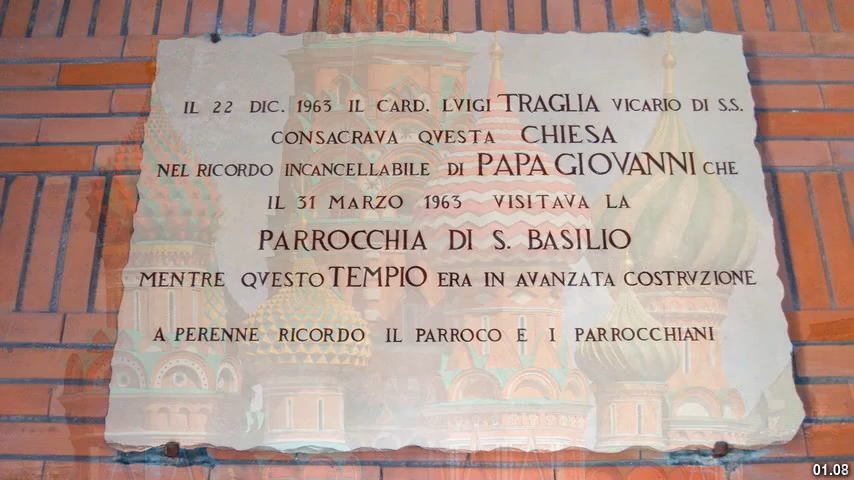 IL 22 DIC. 1963 IL CARD. LVIGI TRAGLIA VICARIO DI S.S.
CONSACRAVA QVESTA CHIESA
NEL RICORDO INCANCELLABILE DI PAPA GIOVANNI CHE
IL 31 MARZO 1963 VISITAVA LA
PARROCCHIA DI S. BASILIO
MENTRE QVESTO TEMPIO ERA IN AVANZATA COSTRVZIONE
A PERENNE RICORDO IL PARROCO E I PARROCCHIANI
01.08